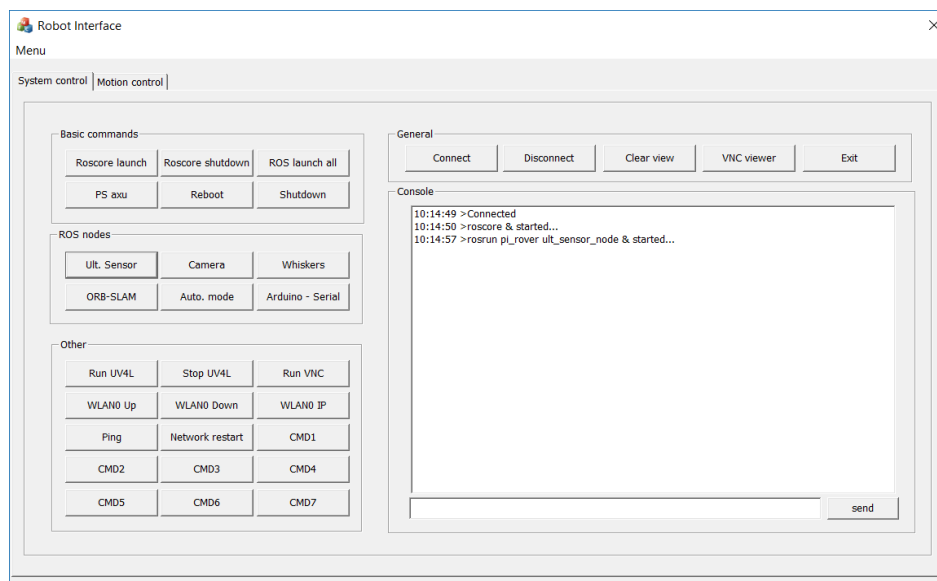 Robot Interface
Menu
System control
Motion control
Basic commands
Roscore launch
Roscore shutdown
ROS launch all
PS axu
Reboot
Shutdown
ROS nodes
Ult. Sensor
Camera
Whiskers
ORB-SLAM
Auto. mode
Arduino - Serial
Other
Run UV4L
Stop UV4L
Run VNC
WLAN0 Up
WLAN0 Down
WLAN0 IP
Ping
Network restart
CMD1
CMD2
CMD3
CMD4
CMD5
CMD6
CMD7
General
Connect
Disconnect
Clear view
VNC viewer
Exit
Console
10:14:49 >Connected
10:14:50 >roscore & started...
10:14:57 >rosrun pi_rover ult_sensor_node & started...
send